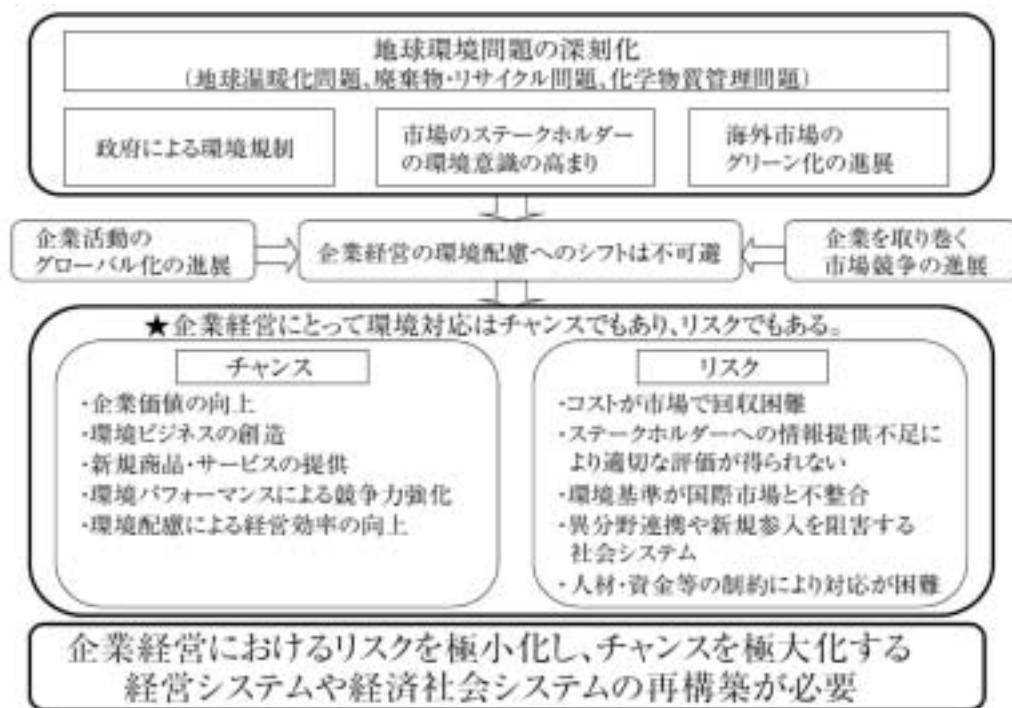 地球環境問題の深刻化
(地球温暖化問題、廃棄物・リサイクル問題、化学物質管理問題)
政府による環境規制
市場のステークホルダー
の環境意識の高まり
海外市場の
グリーン化の進展
企業活動の
グローバル化の進展
企業経営の環境配慮へのシフトは不可選
企業を取り巻く
市場競争の進展
★企業経営にとって環境対応はチャンスでもあり、リスクでもある。
チャンス
・企業価値の向上
・環境ビジネスの創造
・新規商品・サービスの提供
・環境パフォーマンスによる競争力強化
・環境配慮による経営効率の向上
リスク
・コストが市場で回収困難
・ステークホルダーへの情報提供不足に
より適切な評価が得られない
・環境基準が国際市場と不整合
・異分野連携や新規参入を阻害する
社会システム
・人材・資金等の制約により対応が困難
企業経営におけるリスクを極小化し、チャンスを極大化する
経営システムや経済社会システムの再構築が必要